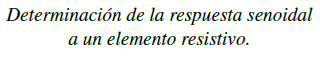 Determinación de la respuesta senoidal
a un elemento resistivo.